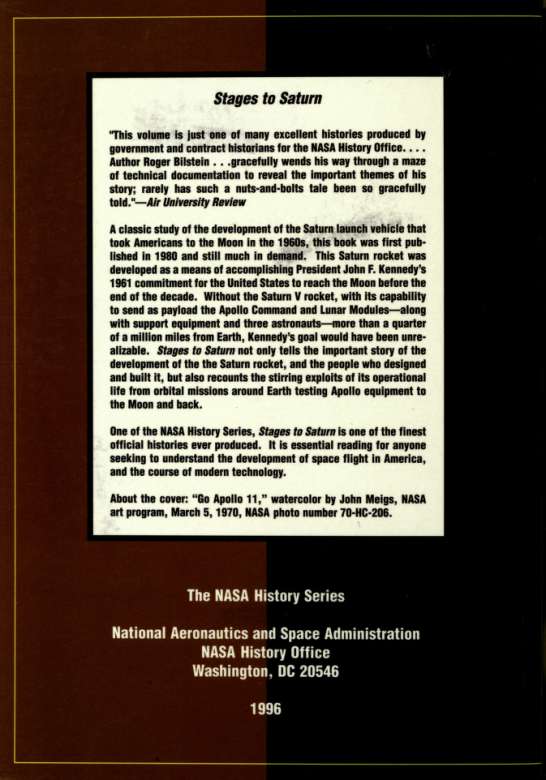 Stages to Saturn
"This volume is just one of many excellent histories produced by
government and contract historians for the NASA History Office. . . .
Author Roger Bilstein . . .gracefully wends his way through a maze
of technical documentation to reveal the important themes of his
story; rarely has such a nuts-and-bolts tale been so gracefully
told."—Air University Review
A classic study of the development of the Saturn launch vehicle that
took Americans to the Moon in the 1960s, this book was first pub-
lished in 1980 and still much in demand. This Saturn rocket was
developed as a means of accomplishing President John F. Kennedy's
1961 commitment for the United States to reach the Moon before the
end of the decade. Without the Saturn V rocket, with its capability
to send as payload the Apollo Command and Lunar Modules—along
with support equipment and three astronauts—more than a quarter
of a million miles from Earth, Kennedy's goal would have been unre-
alizable. Stages to Saturn not only tells the important story of the
development of the the Saturn rocket, and the people who designed
and built it, but also recounts the stirring exploits of its operational
life from orbital missions around Earth testing Apollo equipment to
the Moon and back.
One of the NASA History Series, Stages to Saturn is one of the finest
official histories ever produced. It is essential reading for anyone
seeking to understand the development of space flight in America,
and the course of modern technology.
About the cover: "Go Apollo 11," watercolor by John Meigs, NASA
art program, March 5, 1970, NASA photo number 70-HC-206.
The NASA History Series
National Aeronautics and Space Administration
NASA History Office
Washington, DC 20546
1996